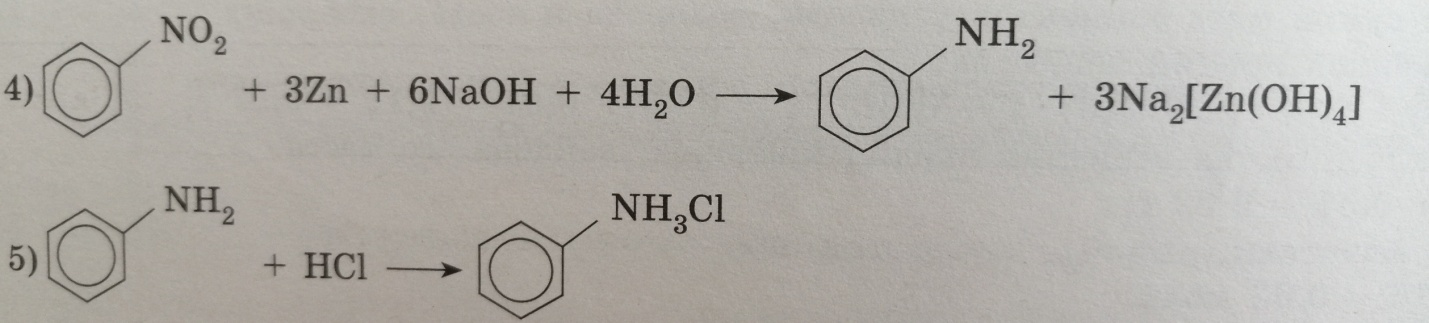 4) NO₂ + 3Zn + 6NaOH + 4H₂O ⟶ NH₂ + 3Na₂[Zn(OH)₄]
5) NH₂ + HCl ⟶ NH₃Cl